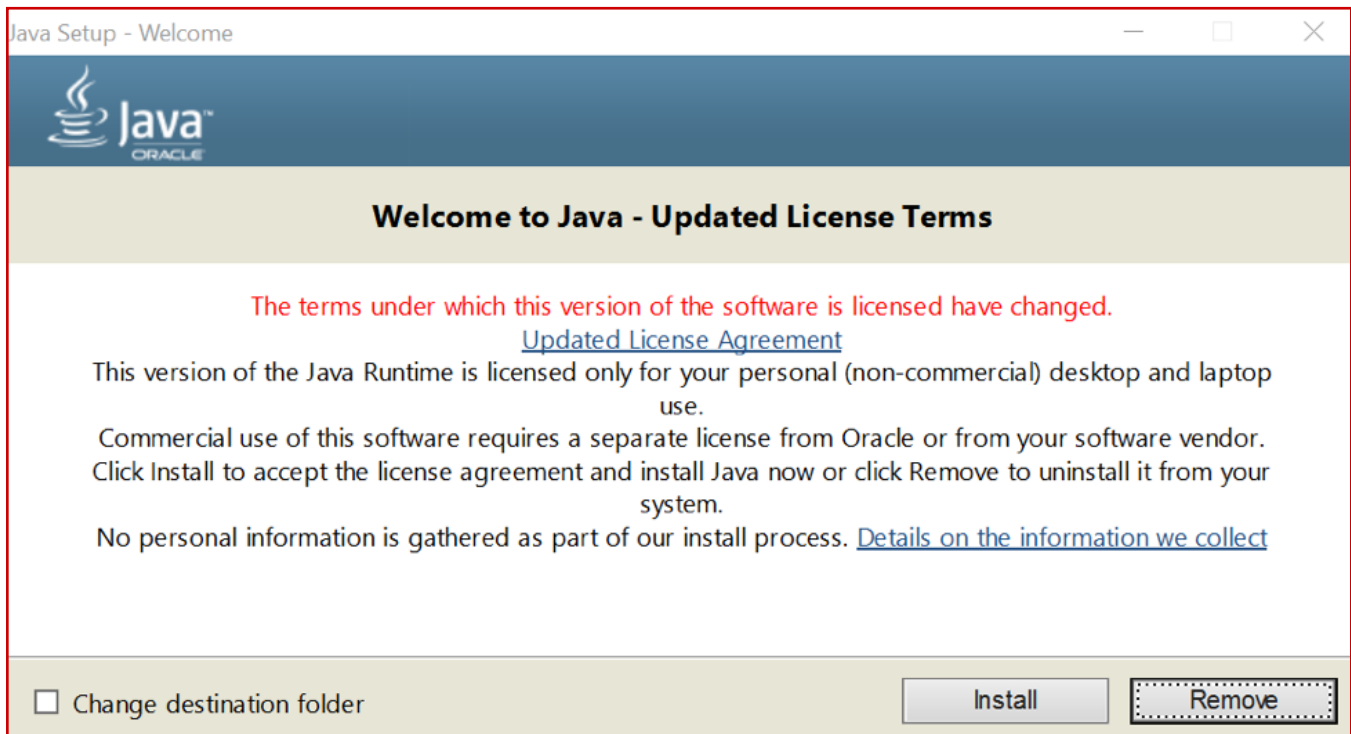 Java Setup - Welcome
Java™
ORACLE
Welcome to Java - Updated License Terms
The terms under which this version of the software is licensed have changed.
Updated License Agreement
This version of the Java Runtime is licensed only for your personal (non-commercial) desktop and laptop
use.
Commercial use of this software requires a separate license from Oracle or from your software vendor.
Click Install to accept the license agreement and install Java now or click Remove to uninstall it from your
system.
No personal information is gathered as part of our install process. Details on the information we collect
Change destination folder
Install
Remove